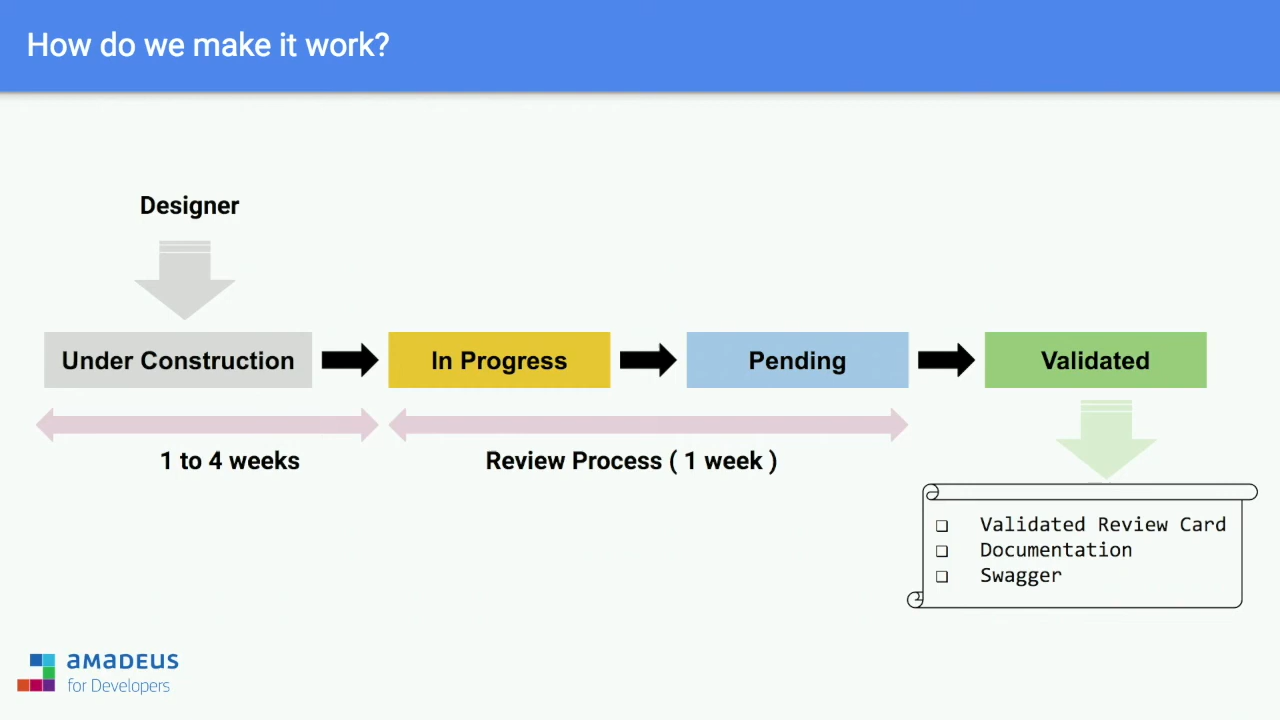 How do we make it work?
Designer
Under Construction
In Progress
Pending
Validated
1 to 4 weeks
Review Process ( 1 week )
Validated Review Card
Documentation
Swagger
amadeus
for Developers